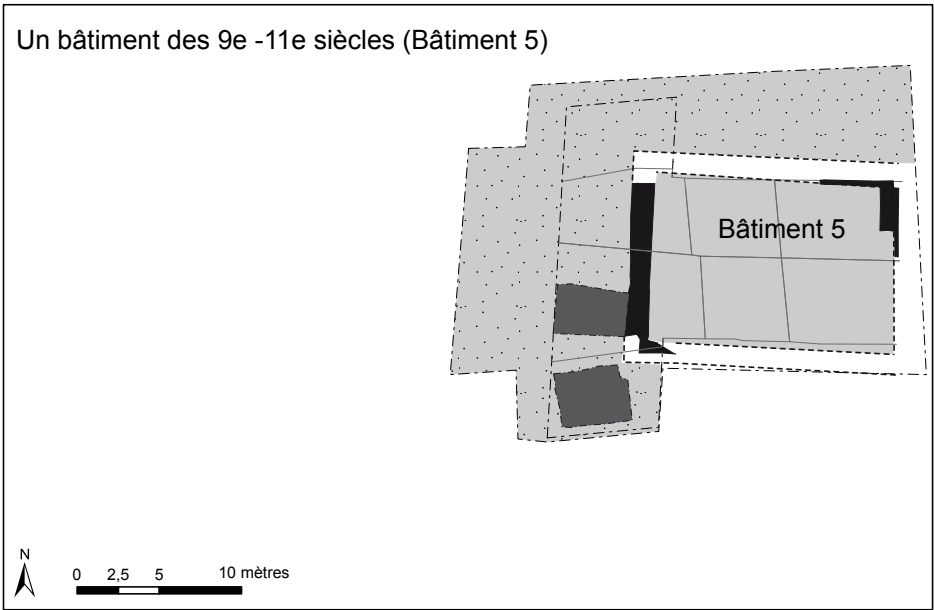 Un bâtiment des 9e -11e siècles (Bâtiment 5)
Bâtiment 5
N
0 2,5 5 10 mètres